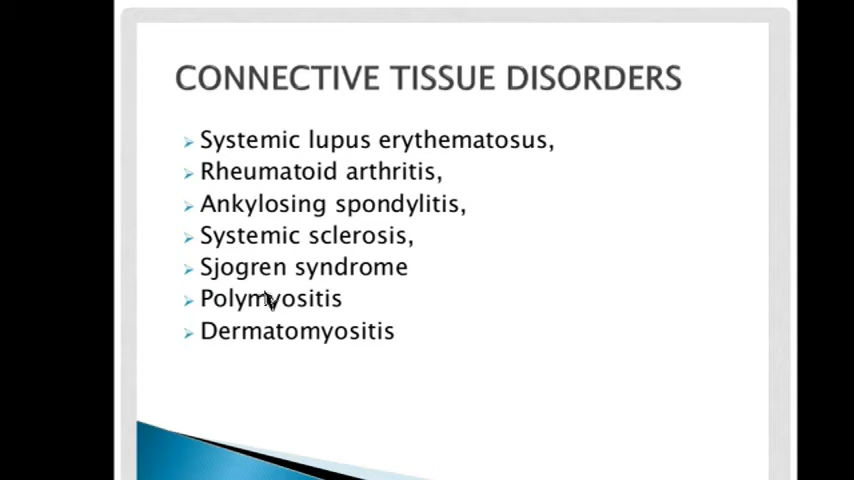 CONNECTIVE TISSUE DISORDERS
Systemic lupus erythematosus,
Rheumatoid arthritis,
Ankylosing spondylitis,
Systemic sclerosis,
Sjogren syndrome
Polymyositis
Dermatomyositis